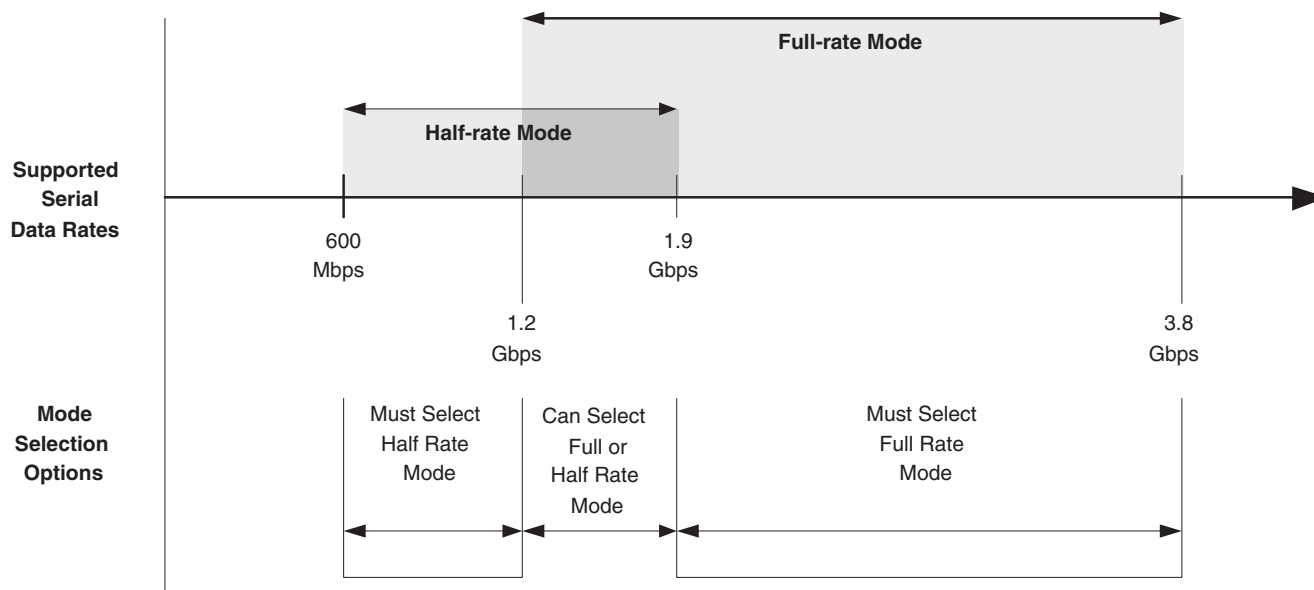 Full-rate Mode
Half-rate Mode
Supported
Serial
Data Rates
600
Mbps
1.9
Gbps
1.2
Gbps
3.8
Gbps
Mode
Selection
Options
Must Select
Half Rate
Mode
Can Select
Full or
Half Rate
Mode
Must Select
Full Rate
Mode